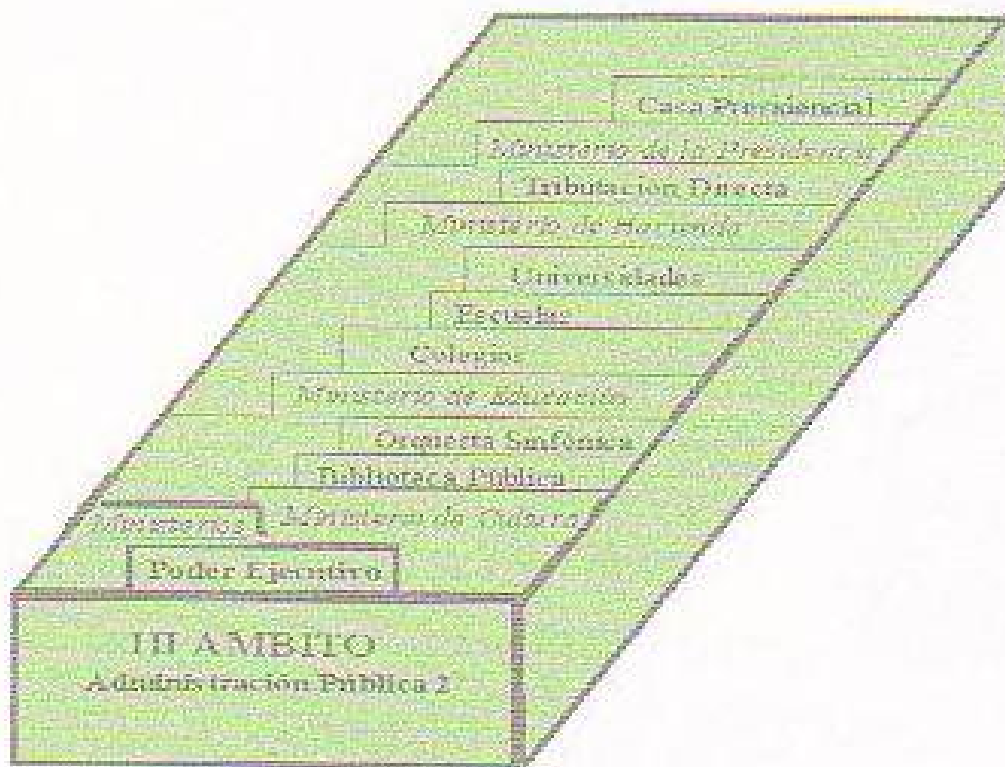 Casa Presidencial
Ministerio de la Presidencia
Tributación Directa
Ministerio de Hacienda
Universidades
Escuelas
Colegios
Ministerio de Educación
Orquesta Sinfónica
Biblioteca Pública
Ministerio de Cultura
Ministerios
Poder Ejecutivo
III AMBITO
Administración Pública 2